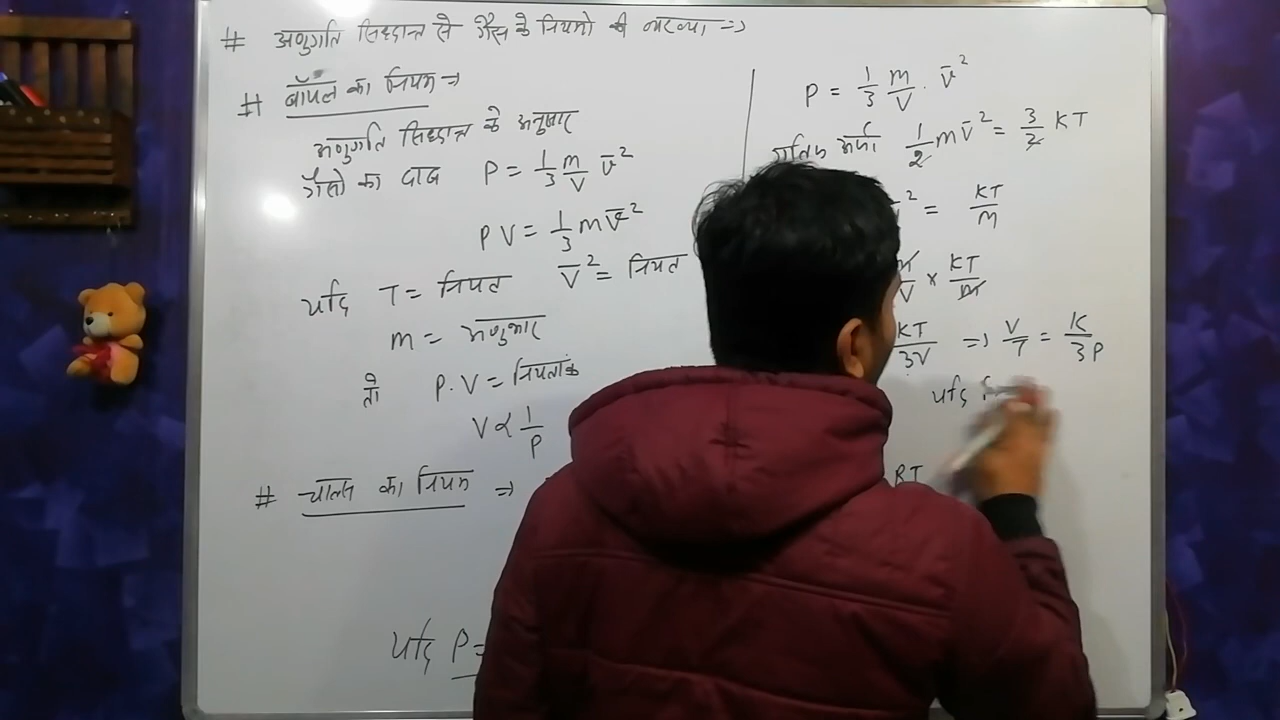 # अणुगति सिद्धान्त से गैस के नियमो की व्याख्या ⇒
# बॉयल का नियम ⇒
अणुगति सिद्धान्त के अनुसार
गैसो का दाब P = 1/3 m/V v̄²
PV = 1/3 m v̄²
यदि T = नियत v̄² = नियत
m = अणुभार
तो P.V = नियतांक
V ∝ 1/P
# चार्ल्स का नियम ⇒
यदि P =
P = 1/3 m/V . v̄²
गतिज ऊर्जा 1/2 m v̄² = 3/2 KT
² = KT/m
m/V × KT/m
KT/3V ⇒ V/T = K/3P
यदि
RT